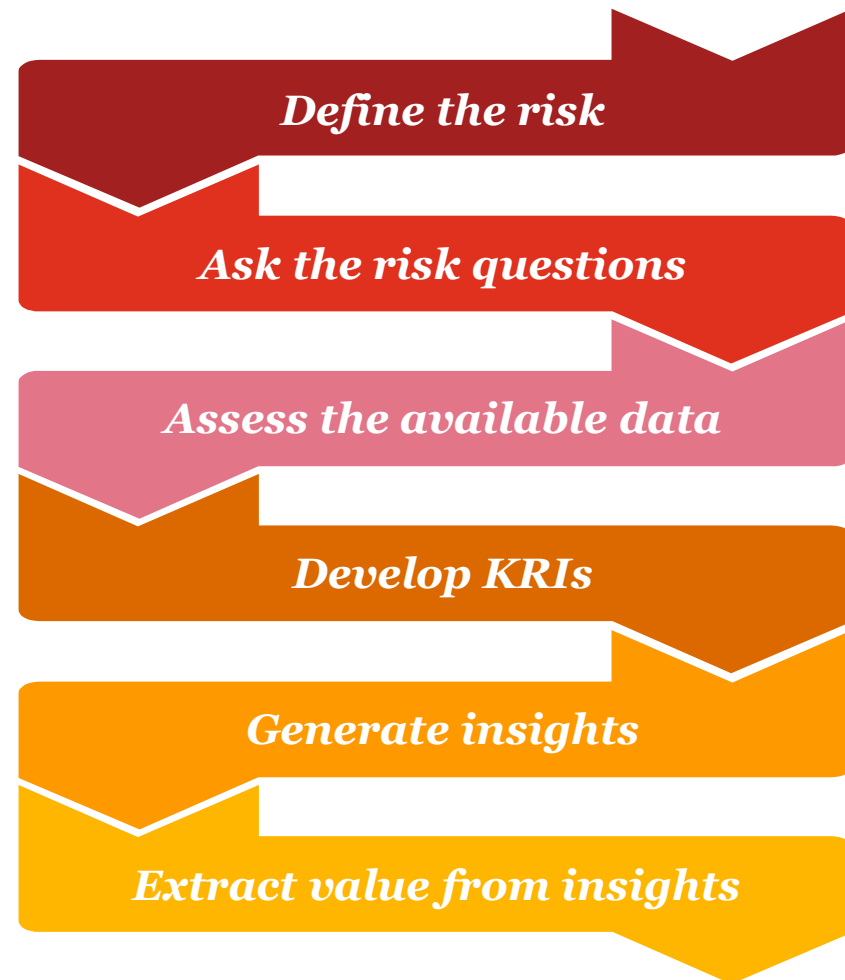 Define the risk
Ask the risk questions
Assess the available data
Develop KRIs
Generate insights
Extract value from insights